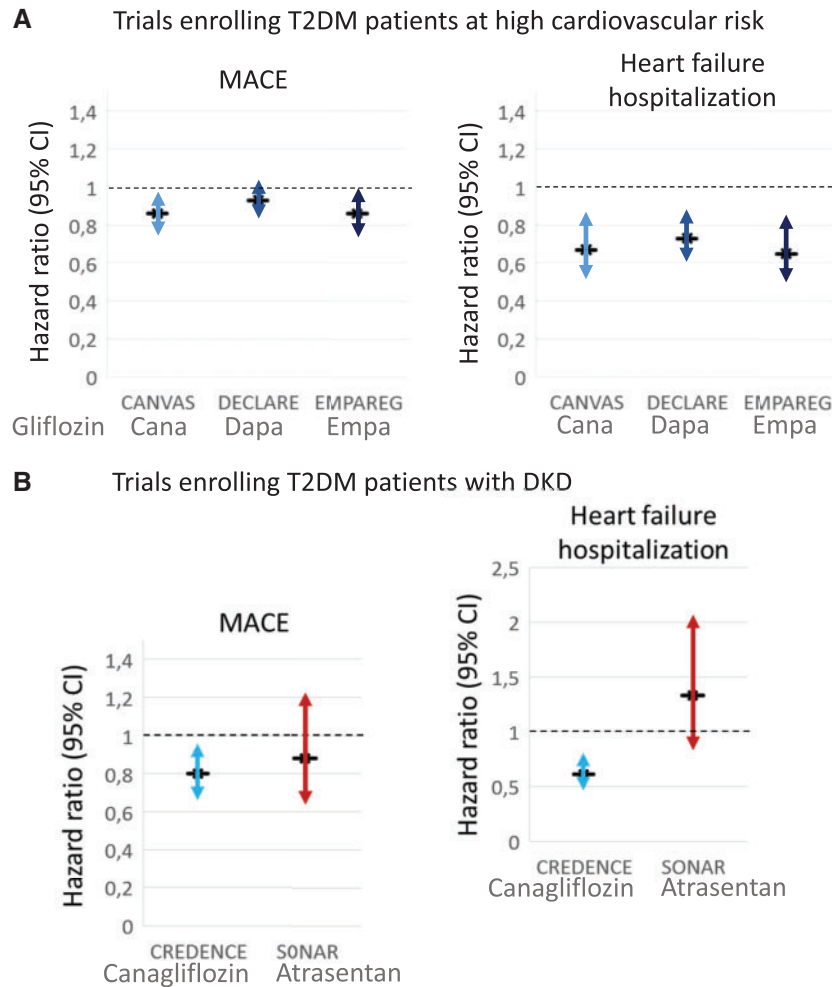 A
Trials enrolling T2DM patients at high cardiovascular risk
MACE
Hazard ratio (95% CI)
1,4
1,2
1
0,8
0,6
0,4
0,2
0
CANVAS DECLARE EMPAREG
Gliflozin Cana Dapa Empa
Heart failure
hospitalization
Hazard ratio (95% CI)
1,4
1,2
1
0,8
0,6
0,4
0,2
0
CANVAS DECLARE EMPAREG
Cana Dapa Empa
B
Trials enrolling T2DM patients with DKD
MACE
Hazard ratio (95% CI)
1,4
1,2
1
0,8
0,6
0,4
0,2
0
CREDENCE S0NAR
Canagliflozin Atrasentan
Heart failure
hospitalization
Hazard ratio (95% CI)
2,5
2
1,5
1
0,5
0
CREDENCE SONAR
Canagliflozin Atrasentan